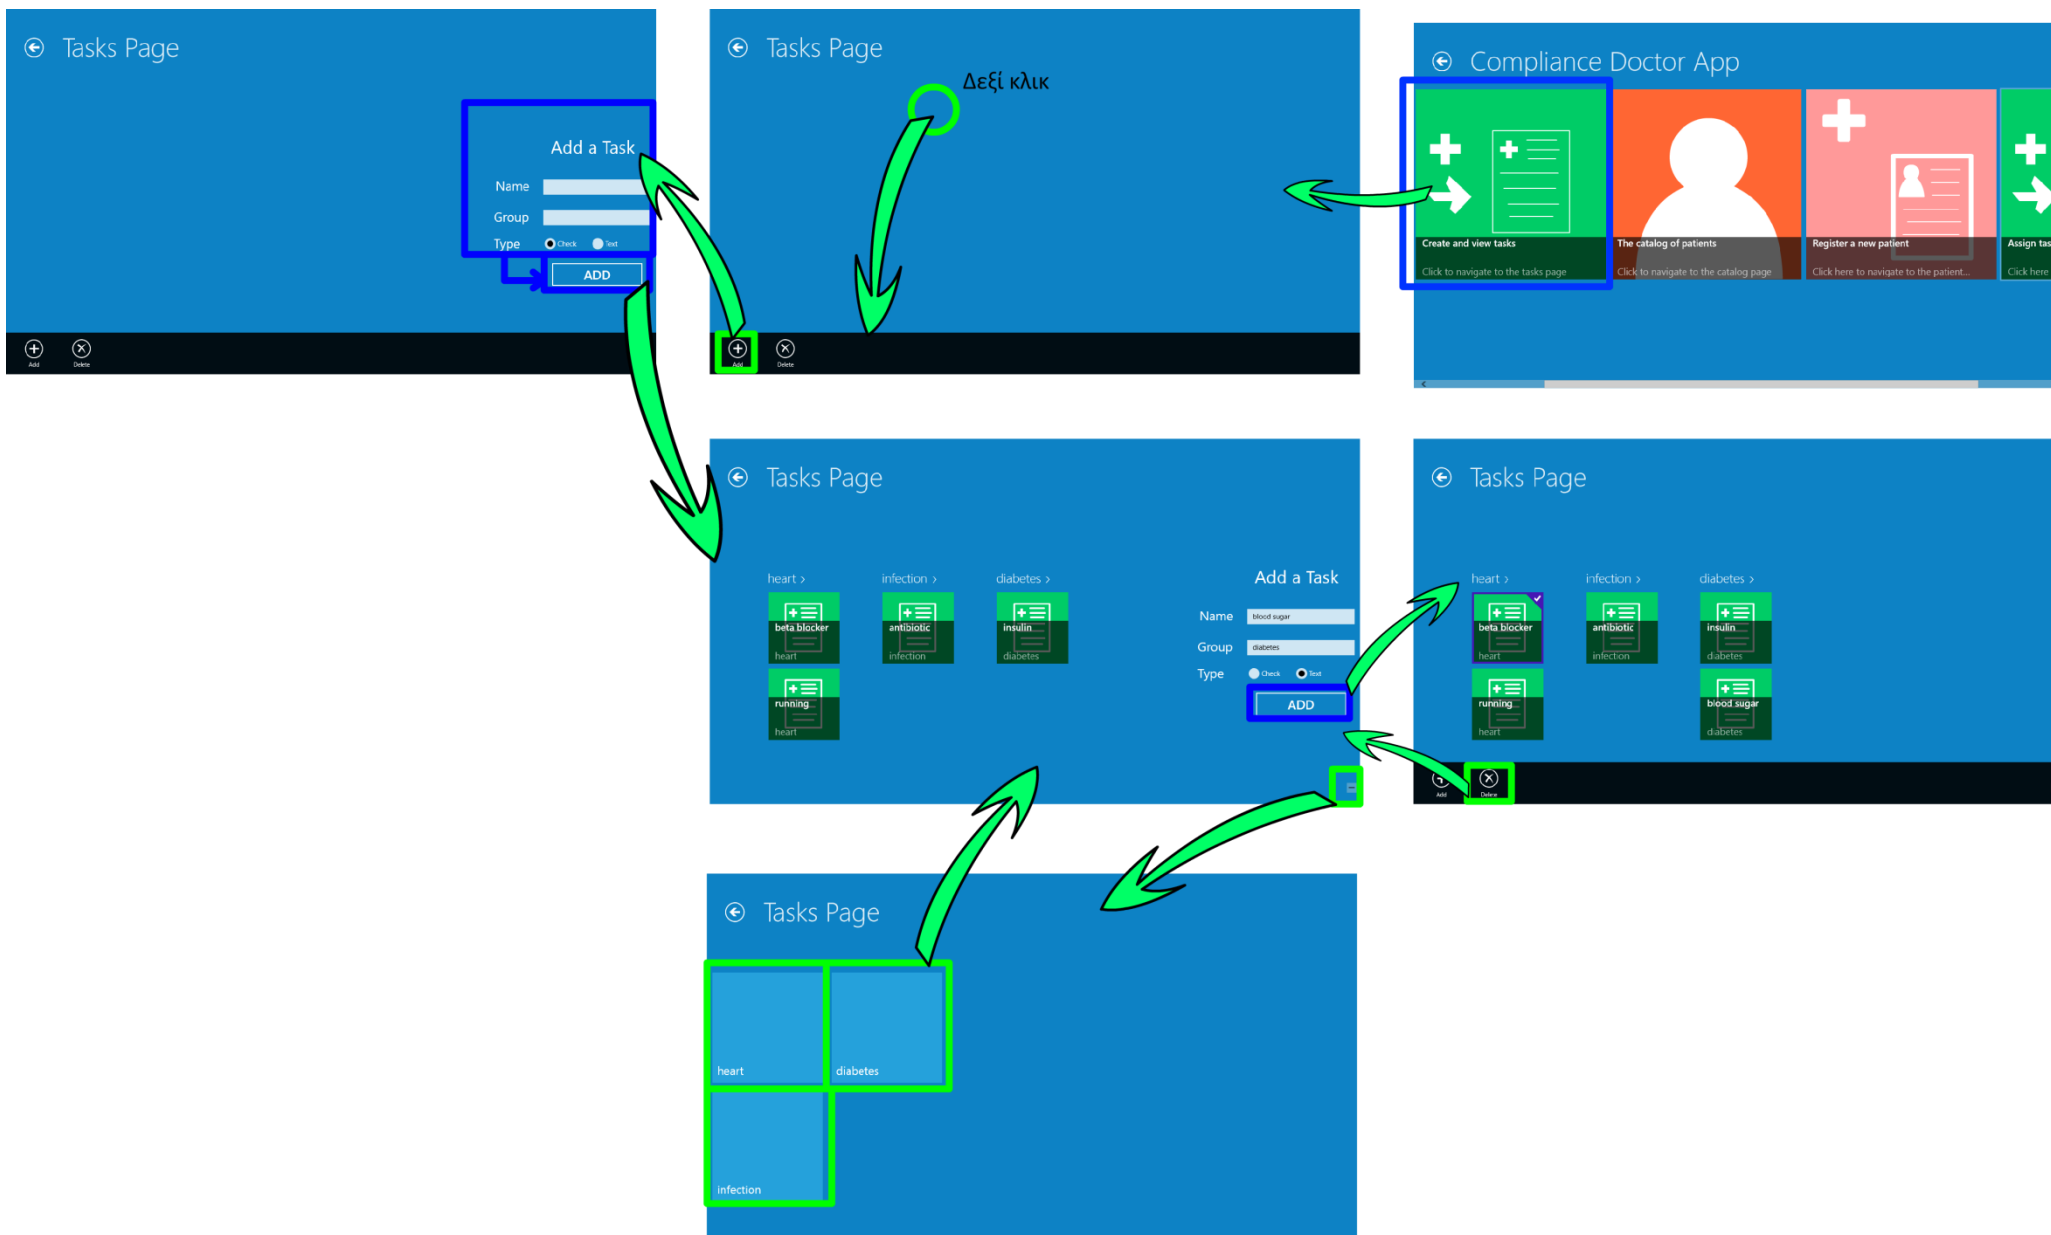 Tasks Page
Add a Task
Name
Group
Type Check Text
ADD
Add Delete
Tasks Page
Δεξί κλικ
Add Delete
Compliance Doctor App
Create and view tasks
Click to navigate to the tasks page
The catalog of patients
Click to navigate to the catalog page
Register a new patient
Click here to navigate to the patient...
Assign tas
Click here
Tasks Page
heart > infection > diabetes >
beta blocker
heart
antibiotic
infection
insulin
diabetes
running
heart
Add a Task
Name blood sugar
Group diabetes
Type Check Text
ADD
Tasks Page
heart > infection > diabetes >
beta blocker
heart
antibiotic
infection
insulin
diabetes
running
heart
blood sugar
diabetes
Add Delete
Tasks Page
heart
diabetes
infection